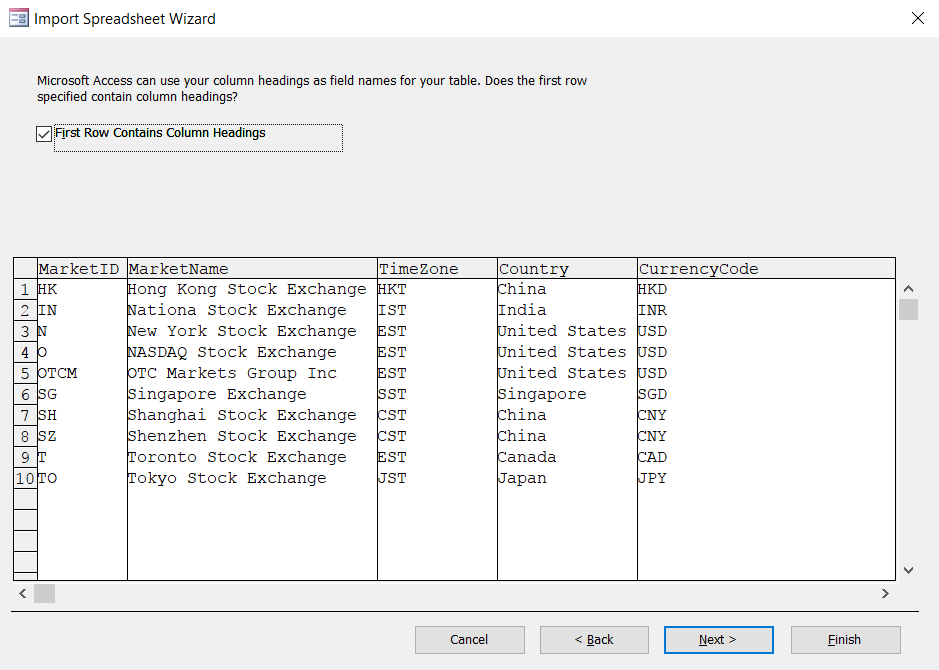 Import Spreadsheet Wizard
Microsoft Access can use your column headings as field names for your table. Does the first row
specified contain column headings?
First Row Contains Column Headings
MarketID MarketName TimeZone Country CurrencyCode
1 HK Hong Kong Stock Exchange HKT China HKD
2 IN Nationa Stock Exchange IST India INR
3 N New York Stock Exchange EST United States USD
4 O NASDAQ Stock Exchange EST United States USD
5 OTCM OTC Markets Group Inc EST United States USD
6 SG Singapore Exchange SST Singapore SGD
7 SH Shanghai Stock Exchange CST China CNY
8 SZ Shenzhen Stock Exchange CST China CNY
9 T Toronto Stock Exchange EST Canada CAD
10 TO Tokyo Stock Exchange JST Japan JPY
Cancel < Back Next > Finish